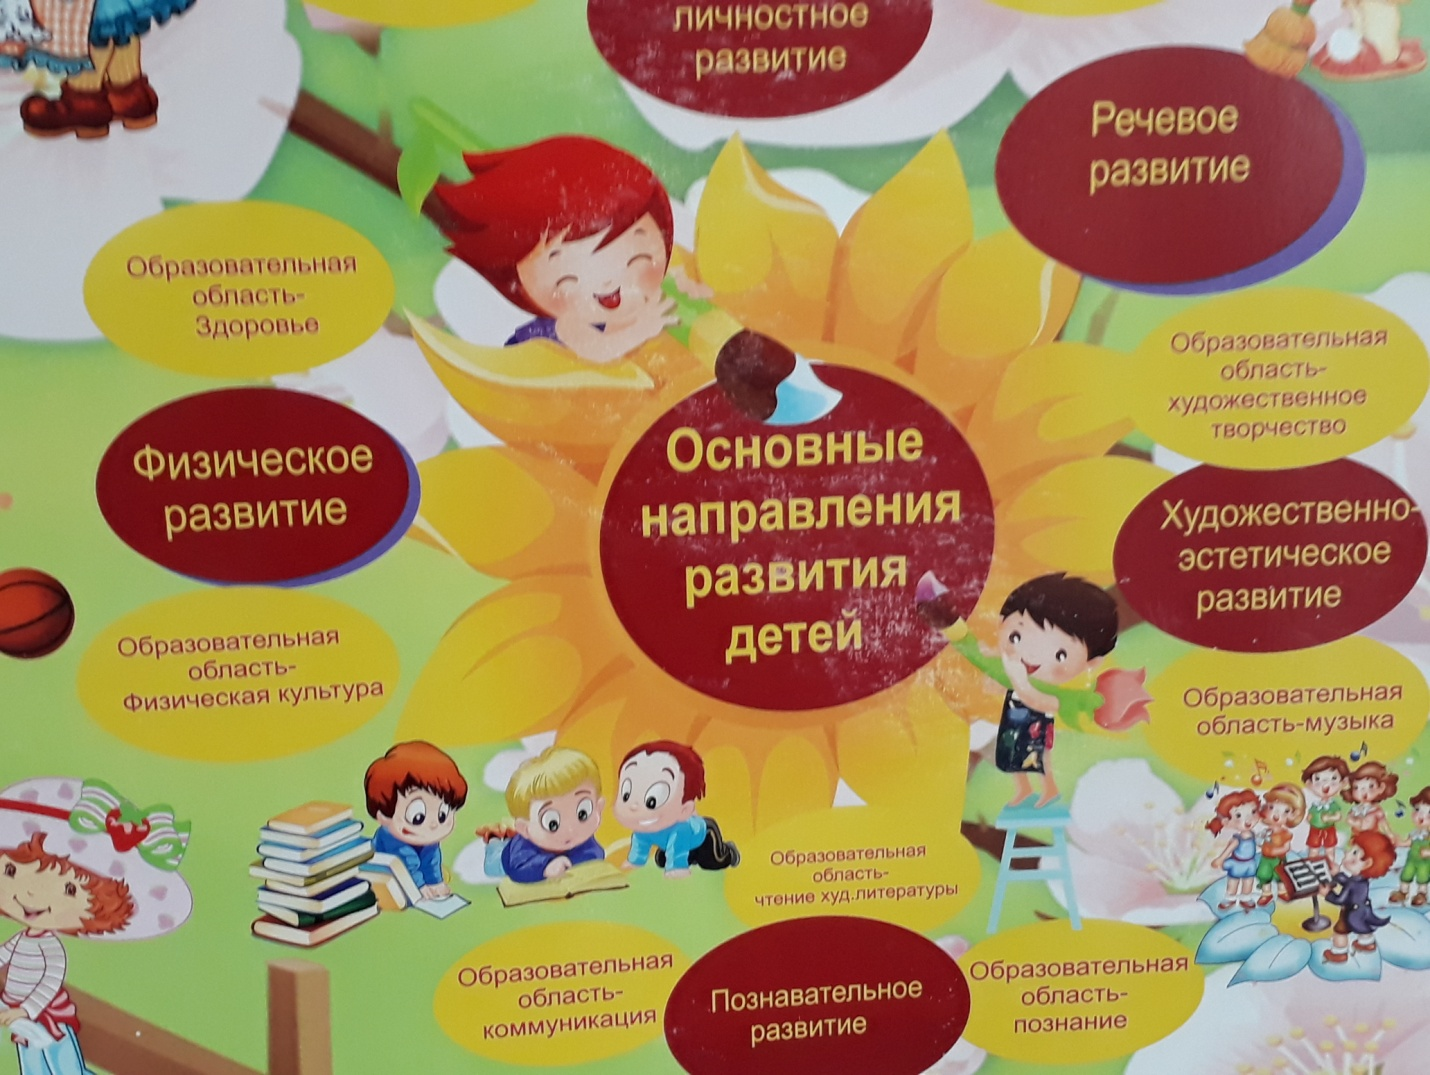 личностное
развитие
Речевое
развитие
Образовательная
область-
Здоровье
Образовательная
область-
художественное
творчество
Физическое
развитие
Основные
направления
развития
детей
Художественно-
эстетическое
развитие
Образовательная
область-
Физическая культура
Образовательная
область-музыка
Образовательная
область-
чтение худ.литературы
Образовательная
область-
коммуникация
Познавательное
развитие
Образовательная
область-
познание